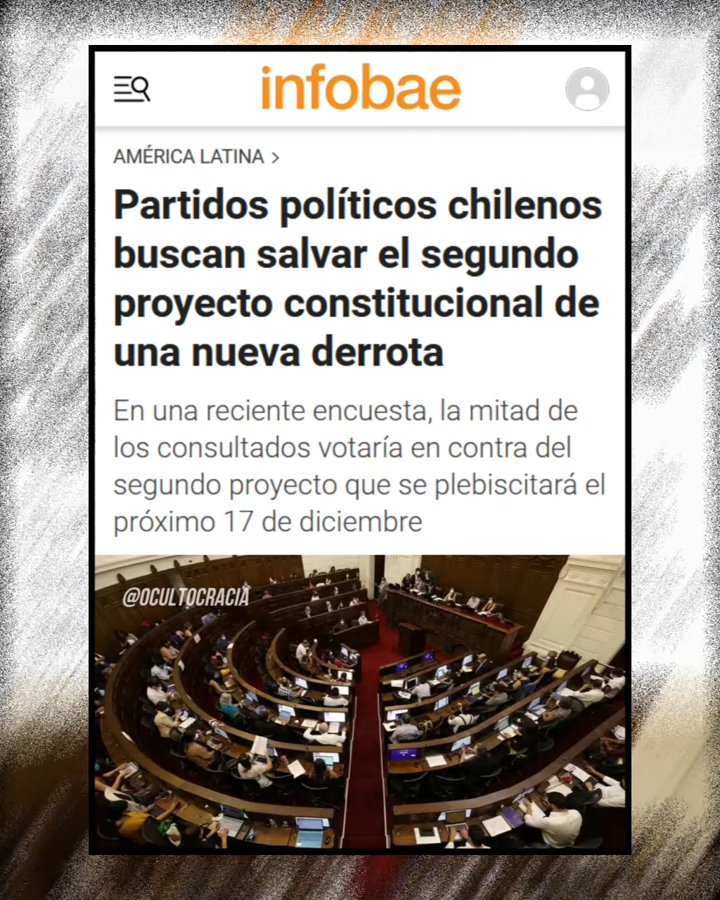 infobae
AMÉRICA LATINA >
Partidos políticos chilenos
buscan salvar el segundo
proyecto constitucional de
una nueva derrota
En una reciente encuesta, la mitad de
los consultados votaría en contra del
segundo proyecto que se plebiscitará el
próximo 17 de diciembre
@OCULTOCRACIA